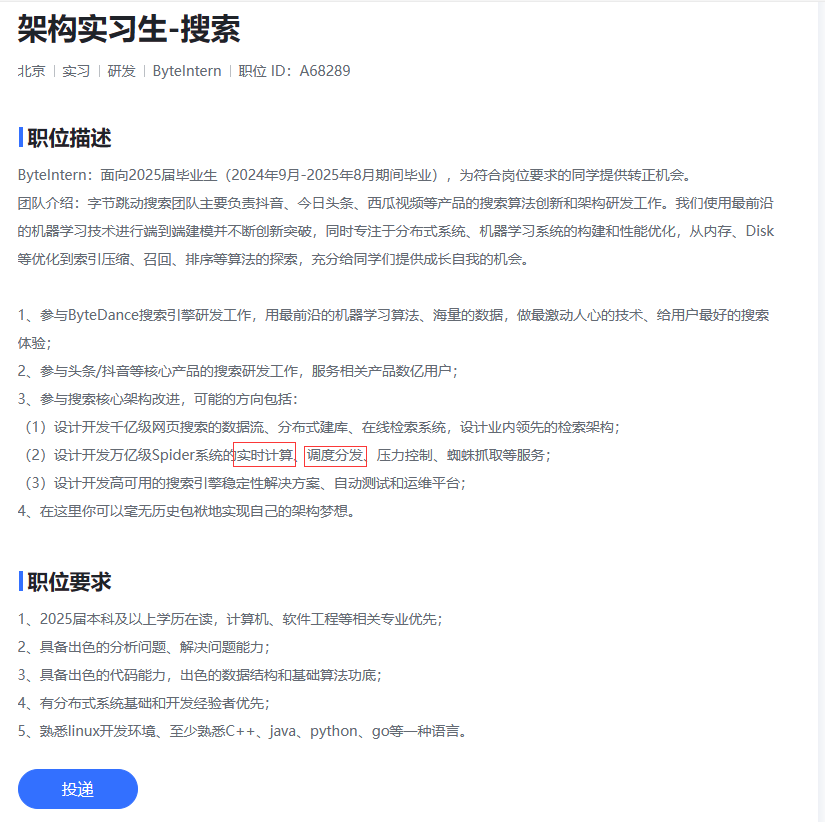 架构实习生-搜索
北京 | 实习 | 研发 | ByteIntern | 职位 ID：A68289
职位描述
ByteIntern：面向2025届毕业生（2024年9月-2025年8月期间毕业），为符合岗位要求的同学提供转正机会。
团队介绍：字节跳动搜索团队主要负责抖音、今日头条、西瓜视频等产品的搜索算法创新和架构研发工作。我们使用最前沿
的机器学习技术进行端到端建模并不断创新突破，同时专注于分布式系统、机器学习系统的构建和性能优化，从内存、Disk
等优化到索引压缩、召回、排序等算法的探索，充分给同学们提供成长自我的机会。
1、参与ByteDance搜索引擎研发工作，用最前沿的机器学习算法、海量的数据，做最激动人心的技术、给用户最好的搜索
体验；
2、参与头条/抖音等核心产品的搜索研发工作，服务相关产品数亿用户；
3、参与搜索核心架构改进，可能的方向包括：
（1）设计开发千亿级网页搜索的数据流、分布式建库、在线检索系统，设计业内领先的检索架构；
（2）设计开发万亿级Spider系统的实时计算、调度分发、压力控制、蜘蛛抓取等服务；
（3）设计开发高可用的搜索引擎稳定性解决方案、自动测试和运维平台；
4、在这里你可以毫无历史包袱地实现自己的架构梦想。
职位要求
1、2025届本科及以上学历在读，计算机、软件工程等相关专业优先；
2、具备出色的分析问题、解决问题能力；
3、具备出色的代码能力，出色的数据结构和基础算法功底；
4、有分布式系统基础和开发经验者优先；
5、熟悉linux开发环境、至少熟悉C++、java、python、go等一种语言。
投递